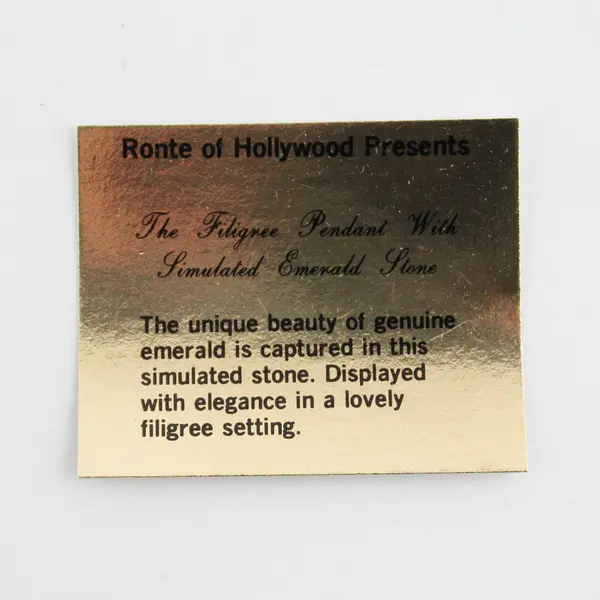 Ronte of Hollywood Presents
The Filigree Pendant With
Simulated Emerald Stone
The unique beauty of genuine
emerald is captured in this
simulated stone. Displayed
with elegance in a lovely
filigree setting.